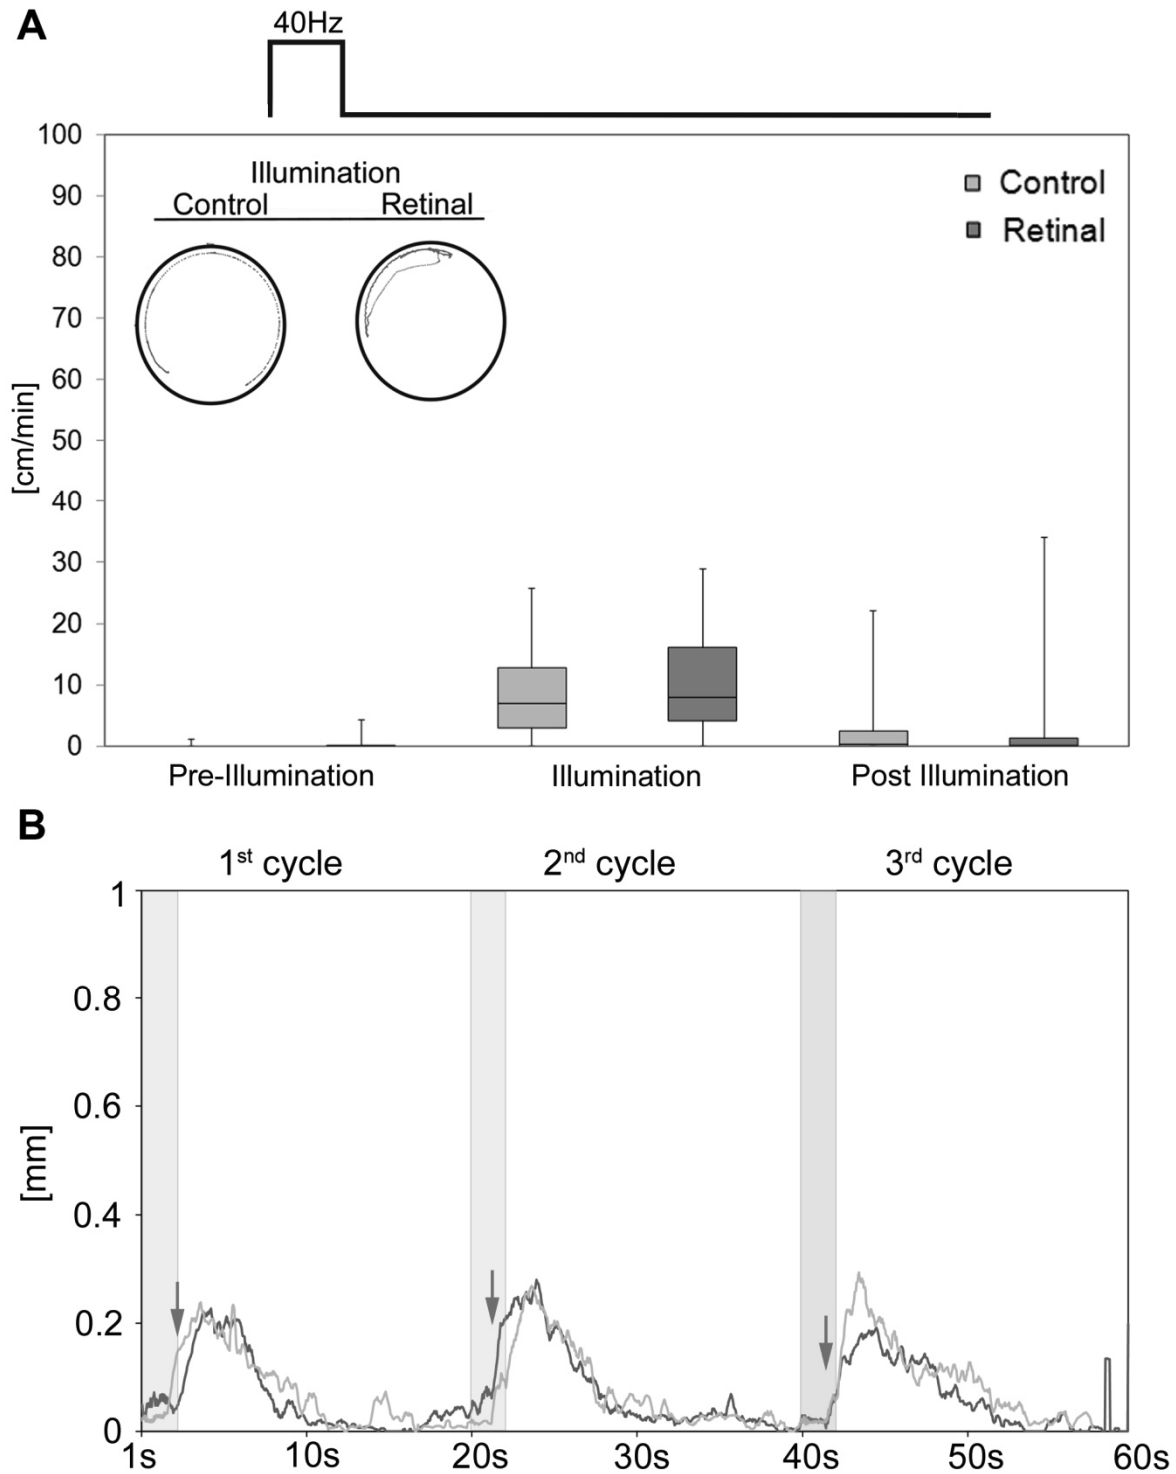 A
40Hz
100
90
80
70
60
50
40
30
20
10
0
[cm/min]
Illumination
Control Retinal
Control
Retinal
Pre-Illumination Illumination Post Illumination
B
1st cycle 2nd cycle 3rd cycle
1
0.8
0.6
0.4
0.2
0
[mm]
1s 10s 20s 30s 40s 50s 60s